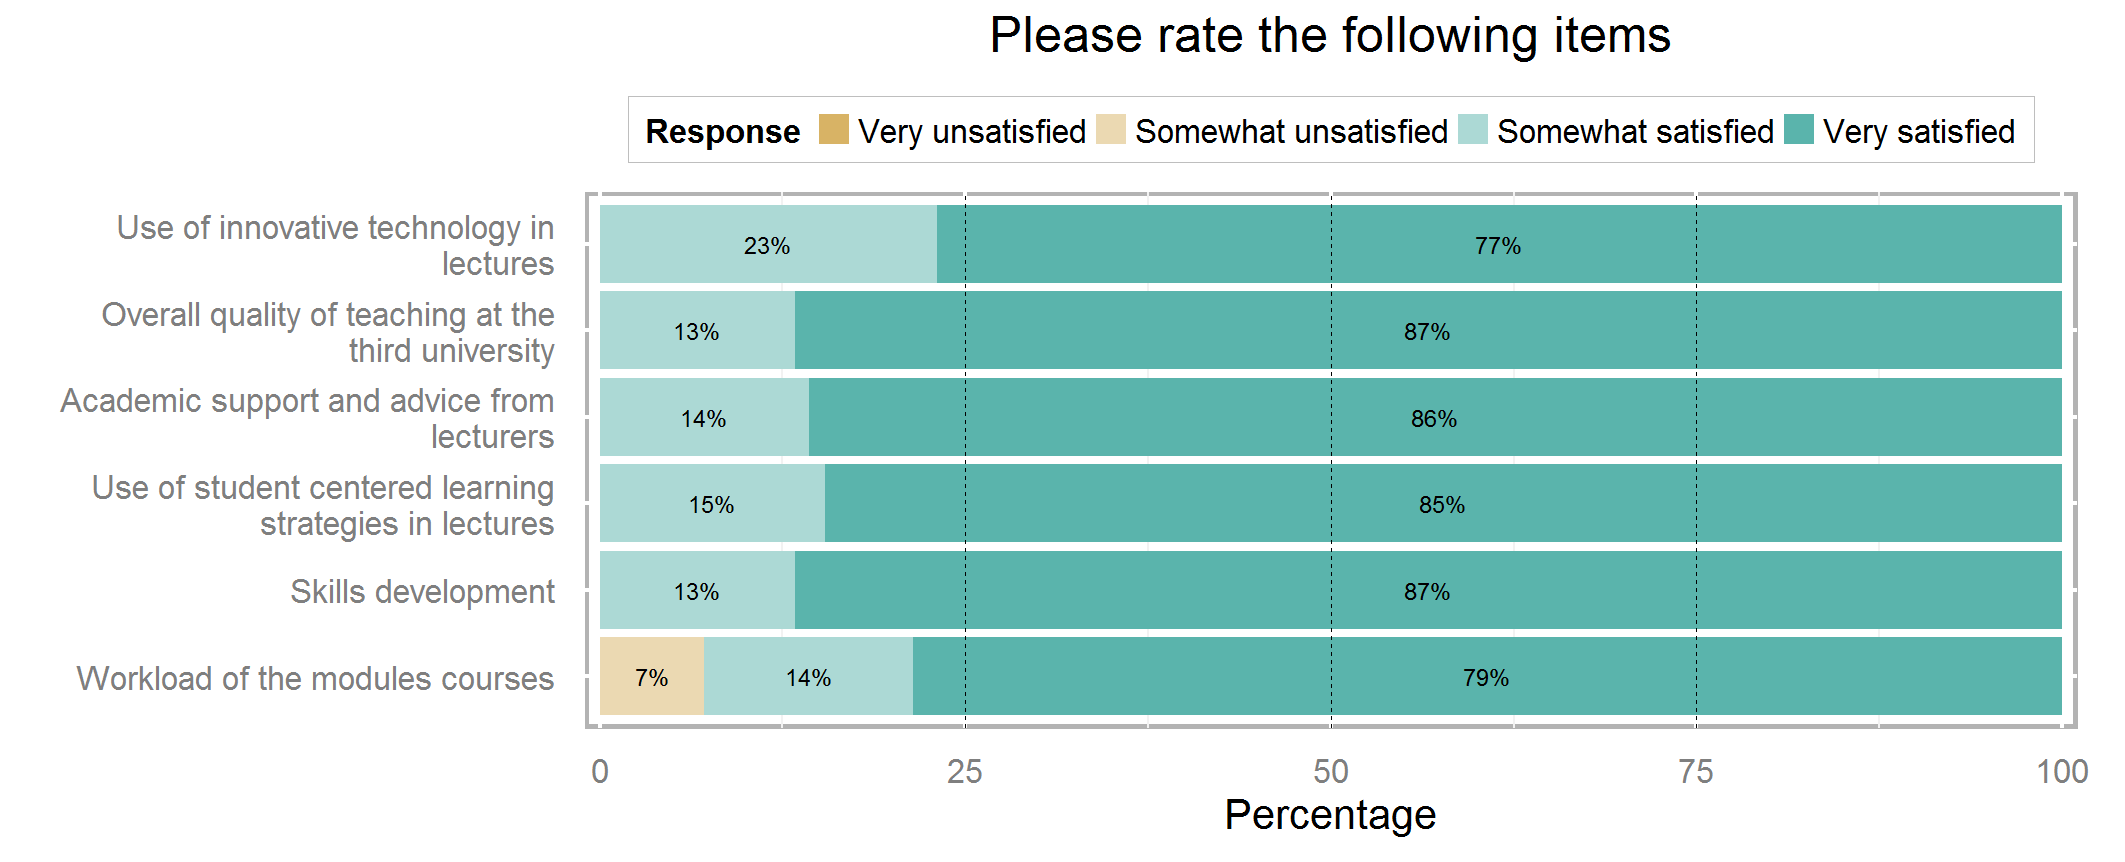 Please rate the following items
Response Very unsatisfied Somewhat unsatisfied Somewhat satisfied Very satisfied
Use of innovative technology in
lectures
23% 77%
Overall quality of teaching at the
third university
13% 87%
Academic support and advice from
lecturers
14% 86%
Use of student centered learning
strategies in lectures
15% 85%
Skills development
13% 87%
Workload of the modules courses
7% 14% 79%
0 25 50 75 100
Percentage